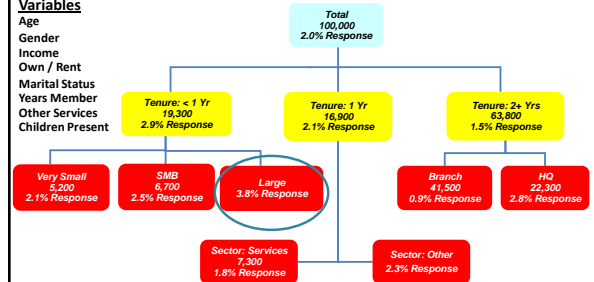 Variables
Age
Gender
Income
Own / Rent
Marital Status
Years Member
Other Services
Children Present
Total
100,000
2.0% Response
Tenure: < 1 Yr
19,300
2.9% Response
Tenure: 1 Yr
16,900
2.1% Response
Tenure: 2+ Yrs
63,800
1.5% Response
Very Small
5,200
2.1% Response
SMB
6,700
2.5% Response
Large
3.8% Response
Branch
41,500
0.9% Response
HQ
22,300
2.8% Response
Sector: Services
7,300
1.8% Response
Sector: Other
2.3% Response